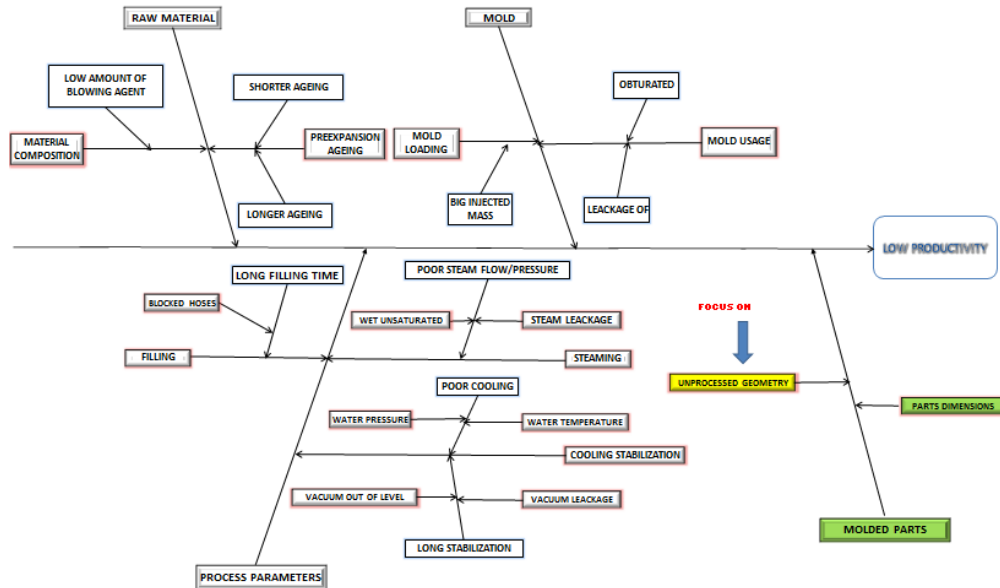 RAW MATERIAL
MOLD
LOW AMOUNT OF
BLOWING AGENT
SHORTER AGEING
OBTURATED
MATERIAL
COMPOSITION
PREEXPANSION
AGEING
MOLD
LOADING
MOLD USAGE
LONGER AGEING
BIG INJECTED
MASS
LEACKAGE OF
LOW PRODUCTIVITY
LONG FILLING TIME
POOR STEAM FLOW/PRESSURE
BLOCKED HOSES
WET UNSATURATED
STEAM LEACKAGE
FOCUS ON
FILLING
STEAMING
POOR COOLING
UNPROCESSED GEOMETRY
PARTS DIMENSIONS
WATER PRESSURE
WATER TEMPERATURE
COOLING STABILIZATION
VACUUM OUT OF LEVEL
VACUUM LEACKAGE
MOLDED PARTS
LONG STABILIZATION
PROCESS PARAMETERS